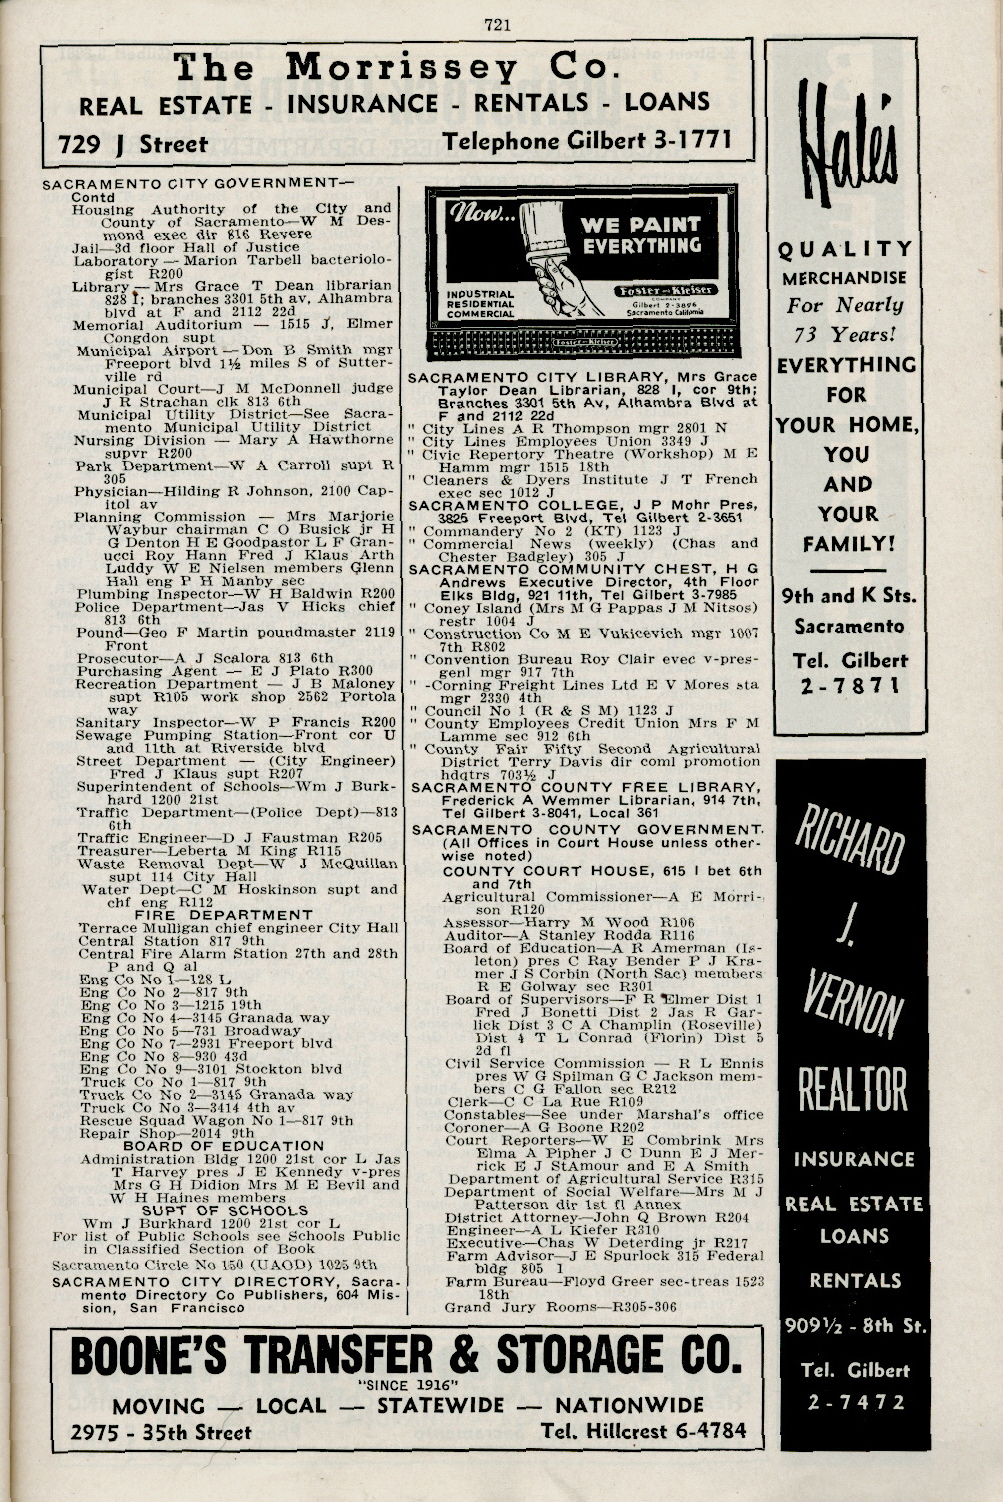 721
The Morrissey Co.
REAL ESTATE - INSURANCE - RENTALS - LOANS
729 J Street Telephone Gilbert 3-1771
SACRAMENTO CITY GOVERNMENT—
Contd
Housing Authority of the City and
County of Sacramento—W M Des-
mond exec dir 816 Revere
Jail—3d floor Hall of Justice
Laboratory — Marion Tarbell bacteriolo-
gist R200
Library — Mrs Grace T Dean librarian
828 I; branches 3301 5th av, Alhambra
blvd at F and 2112 22d
Memorial Auditorium — 1515 J, Elmer
Congdon supt
Municipal Airport — Don B Smith mgr
Freeport blvd 1½ miles S of Sutter-
ville rd
Municipal Court—J M McDonnell judge
J R Strachan clk 813 6th
Municipal Utility District—See Sacra-
mento Municipal Utility District
Nursing Division — Mary A Hawthorne
supvr R200
Park Department—W A Carroll supt R
305
Physician—Hilding R Johnson, 2100 Cap-
itol av
Planning Commission — Mrs Marjorie
Waybur chairman C O Busick jr H
G Denton H E Goodpastor L F Gran-
ucci Roy Hann Fred J Klaus Arth
Luddy W E Nielsen members Glenn
Hall eng P H Manby sec
Plumbing Inspector—W H Baldwin R200
Police Department—Jas V Hicks chief
813 6th
Pound—Geo F Martin poundmaster 2119
Front
Prosecutor—A J Scalora 813 6th
Purchasing Agent — E J Plato R300
Recreation Department — J B Maloney
supt R105 work shop 2562 Portola
way
Sanitary Inspector—W P Francis R200
Sewage Pumping Station—Front cor U
and 11th at Riverside blvd
Street Department — (City Engineer)
Fred J Klaus supt R207
Superintendent of Schools—Wm J Burk-
hard 1200 21st
Traffic Department—(Police Dept)—813
6th
Traffic Engineer—D J Faustman R205
Treasurer—Leberta M King R115
Waste Removal Dept—W J McQuillan
supt 114 City Hall
Water Dept—C M Hoskinson supt and
chf eng R112
FIRE DEPARTMENT
Terrace Mulligan chief engineer City Hall
Central Station 817 9th
Central Fire Alarm Station 27th and 28th
P and Q al
Eng Co No 1—128 L
Eng Co No 2—817 9th
Eng Co No 3—1215 19th
Eng Co No 4—3145 Granada way
Eng Co No 5—731 Broadway
Eng Co No 7—2931 Freeport blvd
Eng Co No 8—930 43d
Eng Co No 9—3101 Stockton blvd
Truck Co No 1—817 9th
Truck Co No 2—3145 Granada way
Truck Co No 3—3414 4th av
Rescue Squad Wagon No 1—817 9th
Repair Shop—2014 9th
BOARD OF EDUCATION
Administration Bldg 1200 21st cor L Jas
T Harvey pres J E Kennedy v-pres
Mrs G H Didion Mrs M E Bevil and
W H Haines members
SUPT OF SCHOOLS
Wm J Burkhard 1200 21st cor L
For list of Public Schools see Schools Public
in Classified Section of Book
Sacramento Circle No 150 (UAOD) 1025 9th
SACRAMENTO CITY DIRECTORY, Sacra-
mento Directory Co Publishers, 604 Mis-
sion, San Francisco
Now...
WE PAINT
EVERYTHING
INDUSTRIAL
RESIDENTIAL
COMMERCIAL
Foster and Kleiser
COMPANY
Gilbert 2-3896
Sacramento California
Foster and Kleiser
SACRAMENTO CITY LIBRARY, Mrs Grace
Taylor Dean Librarian, 828 I, cor 9th;
Branches 3301 5th Av, Alhambra Blvd at
F and 2112 22d
" City Lines A R Thompson mgr 2801 N
" City Lines Employees Union 3349 J
" Civic Repertory Theatre (Workshop) M E
Hamm mgr 1515 18th
" Cleaners & Dyers Institute J T French
exec sec 1012 J
SACRAMENTO COLLEGE, J P Mohr Pres,
3825 Freeport Blvd, Tel Gilbert 2-3651
" Commandery No 2 (KT) 1123 J
" Commercial News (weekly) (Chas and
Chester Badgley) 305 J
SACRAMENTO COMMUNITY CHEST, H G
Andrews Executive Director, 4th Floor
Elks Bldg, 921 11th, Tel Gilbert 3-7985
" Coney Island (Mrs M G Pappas J M Nitsos)
restr 1004 J
" Construction Co M E Vukicevich mgr 1007
7th R802
" Convention Bureau Roy Clair evec v-pres-
genl mgr 917 7th
" -Corning Freight Lines Ltd E V Mores sta
mgr 2330 4th
" Council No 1 (R & S M) 1123 J
" County Employees Credit Union Mrs F M
Lamme sec 912 6th
" County Fair Fifty Second Agricultural
District Terry Davis dir coml promotion
hdqtrs 703½ J
SACRAMENTO COUNTY FREE LIBRARY,
Frederick A Wemmer Librarian, 914 7th,
Tel Gilbert 3-8041, Local 361
SACRAMENTO COUNTY GOVERNMENT.
(All Offices in Court House unless other-
wise noted)
COUNTY COURT HOUSE, 615 I bet 6th
and 7th
Agricultural Commissioner—A E Morri-
son R120
Assessor—Harry M Wood R106
Auditor—A Stanley Rodda R116
Board of Education—A R Amerman (Is-
leton) pres C Ray Bender P J Kra-
mer J S Corbin (North Sac) members
R E Golway sec R301
Board of Supervisors—F R Elmer Dist 1
Fred J Bonetti Dist 2 Jas R Gar-
lick Dist 3 C A Champlin (Roseville)
Dist 4 T L Conrad (Florin) Dist 5
2d fl
Civil Service Commission — R L Ennis
pres W G Spilman G C Jackson mem-
bers C G Fallon sec R212
Clerk—C C La Rue R109
Constables—See under Marshal's office
Coroner—A G Boone R202
Court Reporters—W E Combrink Mrs
Elma A Pipher J C Dunn E J Mer-
rick E J StAmour and E A Smith
Department of Agricultural Service R315
Department of Social Welfare—Mrs M J
Patterson dir 1st fl Annex
District Attorney—John Q Brown R204
Engineer—A L Kiefer R310
Executive—Chas W Deterding jr R217
Farm Advisor—J E Spurlock 315 Federal
bldg 805 I
Farm Bureau—Floyd Greer sec-treas 1523
18th
Grand Jury Rooms—R305-306
Hale's
QUALITY
MERCHANDISE
For Nearly
73 Years!
EVERYTHING
FOR
YOUR HOME,
YOU
AND
YOUR
FAMILY!
9th and K Sts.
Sacramento
Tel. Gilbert
2-7871
RICHARD
J.
VERNON
REALTOR
INSURANCE
REAL ESTATE
LOANS
RENTALS
909½ - 8th St.
Tel. Gilbert
2-7472
BOONE'S TRANSFER & STORAGE CO.
"SINCE 1916"
MOVING — LOCAL — STATEWIDE — NATIONWIDE
2975 - 35th Street Tel. Hillcrest 6-4784